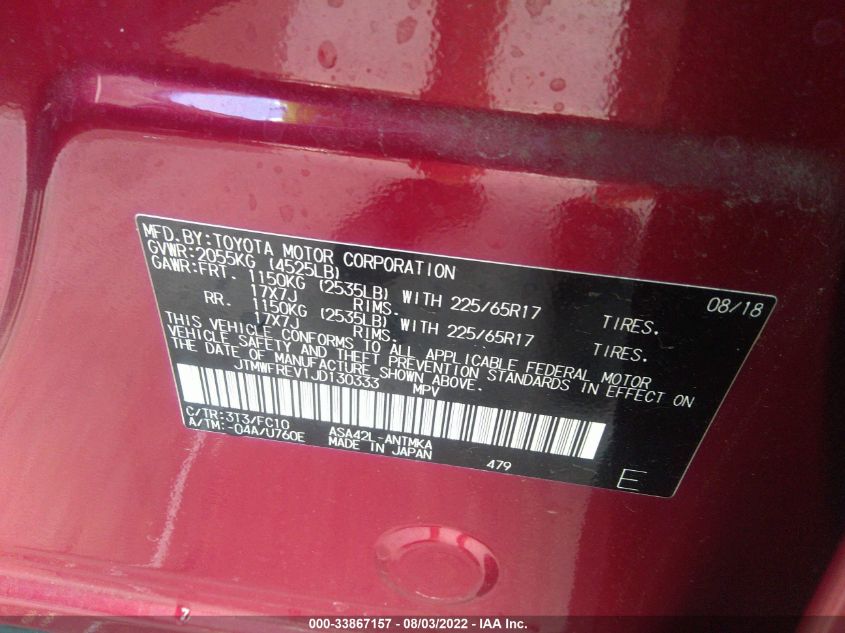 MFD.BY:TOYOTA MOTOR CORPORATION 08/18
GVWR:2055KG (4525LB)
GAWR:FRT. 1150KG (2535LB) WITH 225/65R17 TIRES.
17X7J RIMS.
RR. 1150KG (2535LB) WITH 225/65R17 TIRES.
17X7J RIMS.
THIS VEHICLE CONFORMS TO ALL APPLICABLE FEDERAL MOTOR
VEHICLE SAFETY AND THEFT PREVENTION STANDARDS IN EFFECT ON
THE DATE OF MANUFACTURE SHOWN ABOVE.
JTMWFREV1JD130333 MPV
C/TR:3T3/FC10 ASA42L-ANTMKA
A/TM:-04A/U760E MADE IN JAPAN 479 E
000-33867157 - 08/03/2022 - IAA Inc.